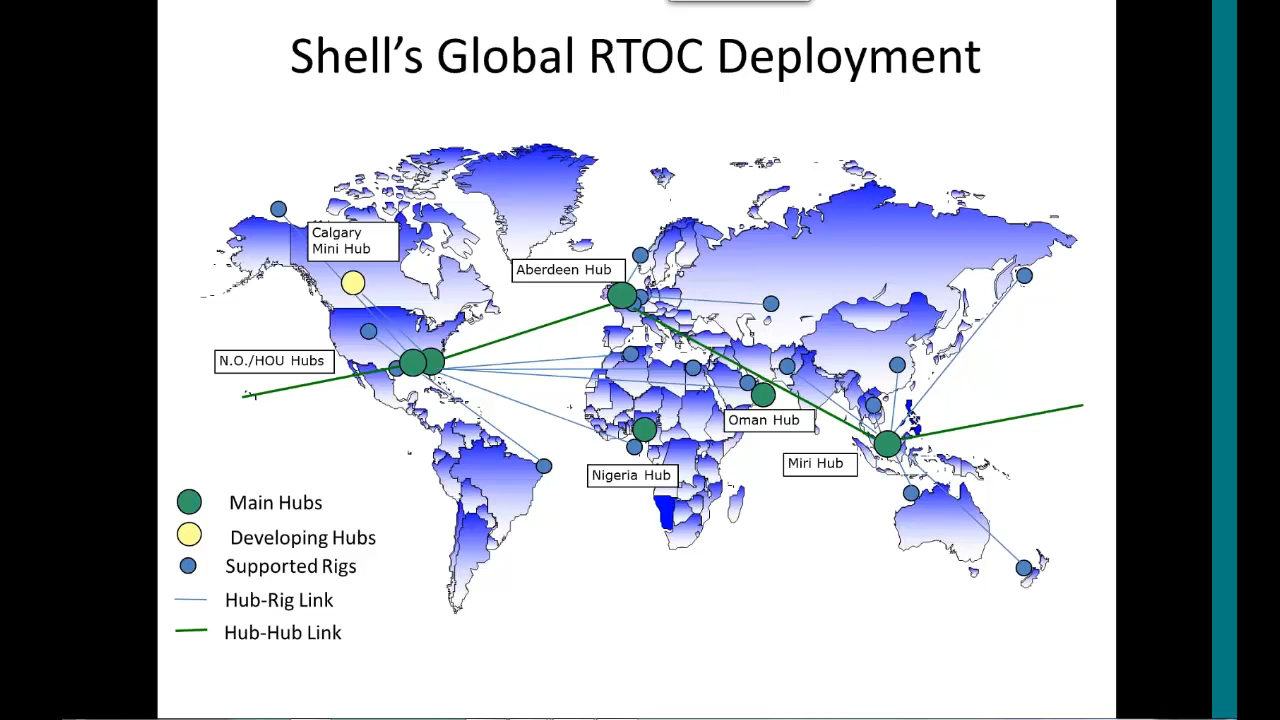 Shell’s Global RTOC Deployment
Calgary
Mini Hub
Aberdeen Hub
N.O./HOU Hubs
Oman Hub
Miri Hub
Nigeria Hub
Main Hubs
Developing Hubs
Supported Rigs
Hub-Rig Link
Hub-Hub Link